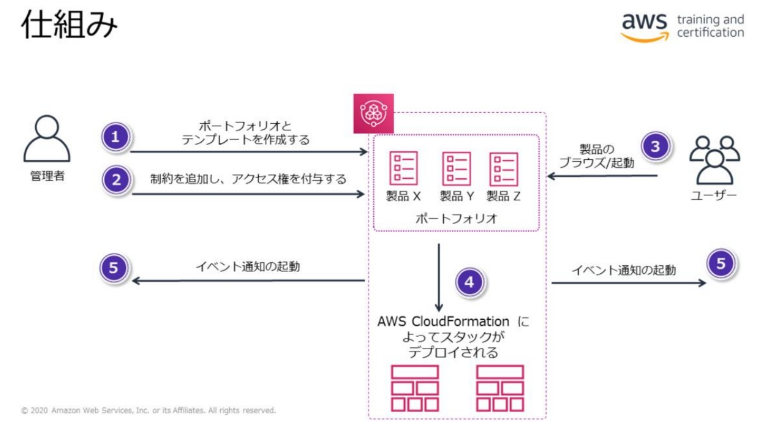 仕組み
aws training and
certification
管理者
1
ポートフォリオと
テンプレートを作成する
2
制約を追加し、アクセス権を付与する
製品 X
製品 Y
製品 Z
ポートフォリオ
3
製品の
ブラウズ/起動
ユーザー
5
イベント通知の起動
4
イベント通知の起動
5
AWS CloudFormation に
よってスタックが
デプロイされる
© 2020 Amazon Web Services, Inc. or its Affiliates. All rights reserved.